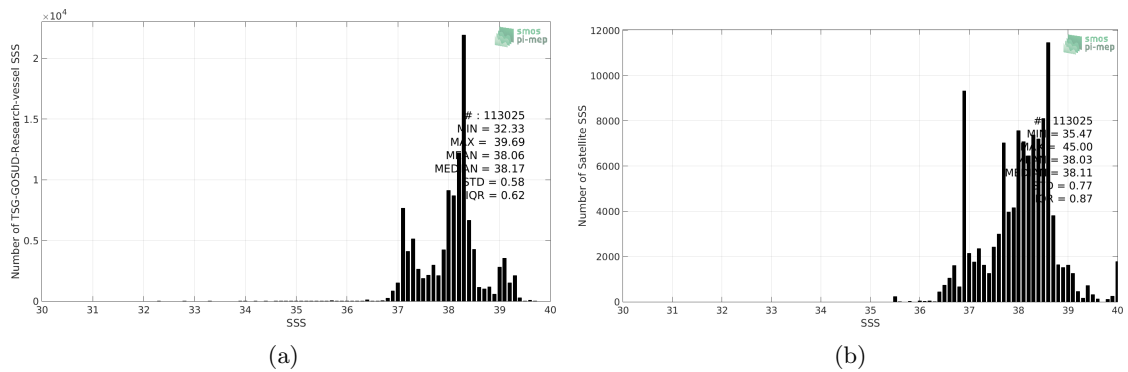 ×10⁴
2
1.5
1
0.5
0
Number of TSG-GOSUD-Research-vessel SSS
30 31 32 33 34 35 36 37 38 39 40
SSS
smos
pi-mep
# : 113025
MIN = 32.33
MAX = 39.69
MEAN = 38.06
MEDIAN = 38.17
STD = 0.58
IQR = 0.62
(a)
12000
10000
8000
6000
4000
2000
0
Number of Satellite SSS
30 31 32 33 34 35 36 37 38 39 40
SSS
smos
pi-mep
# : 113025
MIN = 35.47
MAX = 45.00
MEAN = 38.03
MEDIAN = 38.11
STD = 0.77
IQR = 0.87
(b)